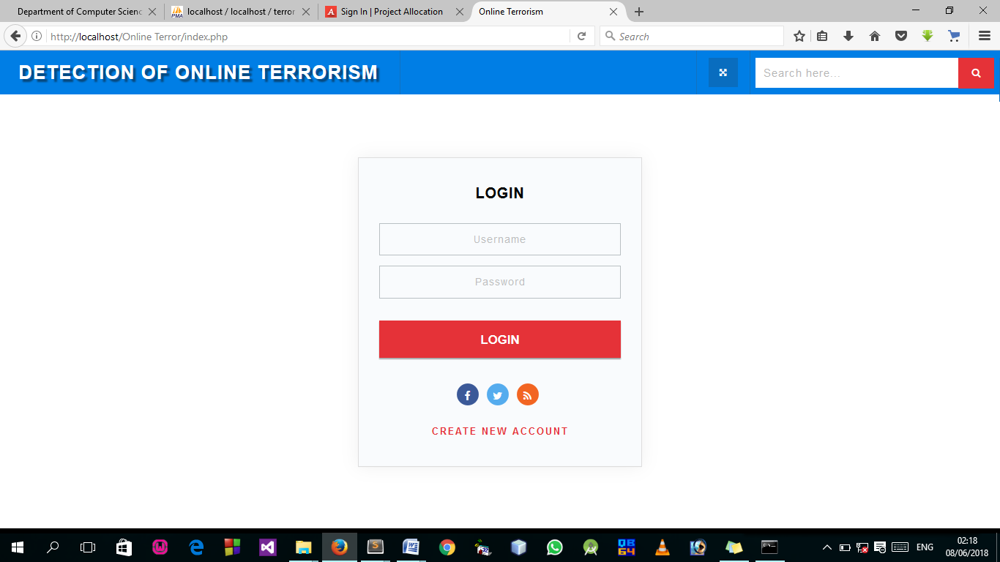 Department of Computer Scienc
localhost / localhost / terror
Sign In | Project Allocation
Online Terrorism
http://localhost/Online Terror/index.php
Search
DETECTION OF ONLINE TERRORISM
Search here...
LOGIN
Username
Password
LOGIN
CREATE NEW ACCOUNT
ENG
02:18
08/06/2018